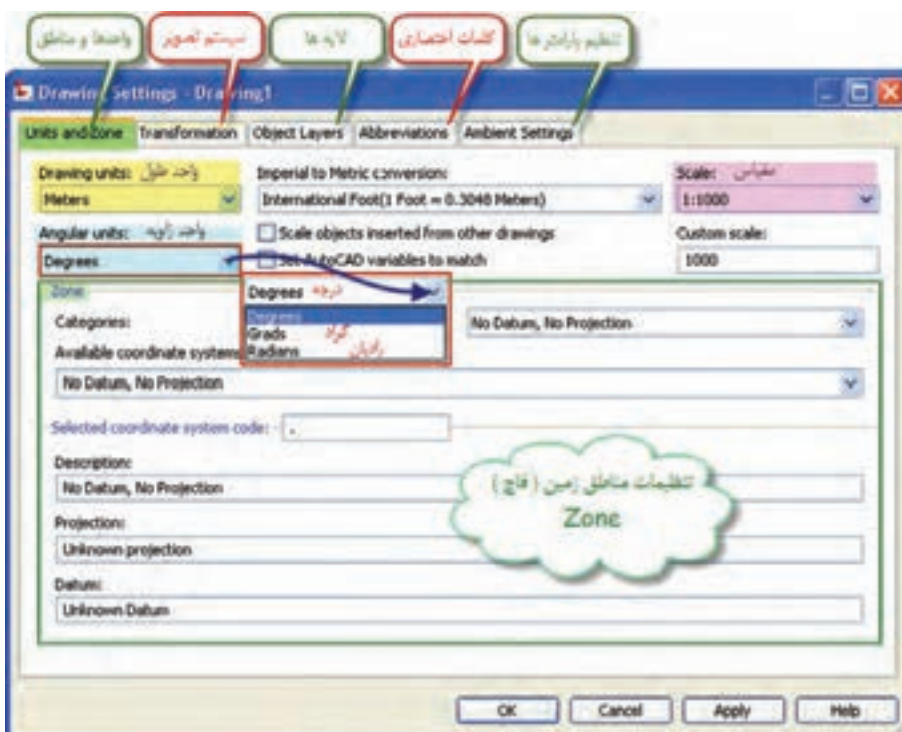 واحدها و مناطق
سیستم تصویر
لایه ها
کلمات اختصاری
تنظیم پارامتر ها
Drawing Settings - Drawing1
Units and Zone Transformation Object Layers Abbreviations Ambient Settings
Drawing units: واحد طول
Imperial to Metric conversion:
Scale: مقیاس
Meters
International Foot(1 Foot = 0.3048 Meters)
1:1000
Angular units: واحد زاویه
Scale objects inserted from other drawings
Custom scale:
Degrees
Set AutoCAD variables to match
1000
Zone
Degrees درجه
Categories:
Degrees
No Datum, No Projection
Grads گراد
Available coordinate systems
Radians رادیان
No Datum, No Projection
Selected coordinate system code: .
Description:
No Datum, No Projection
تنظیمات مناطق زمین ( قاچ )
Zone
Projection:
Unknown projection
Datum:
Unknown Datum
OK Cancel Apply Help